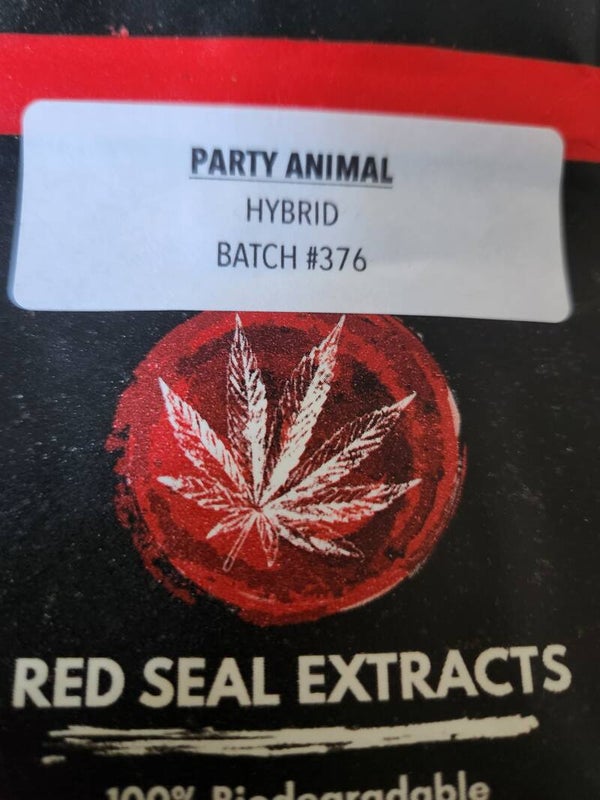 PARTY ANIMAL
HYBRID
BATCH #376
RED SEAL EXTRACTS
100% Biodegradable